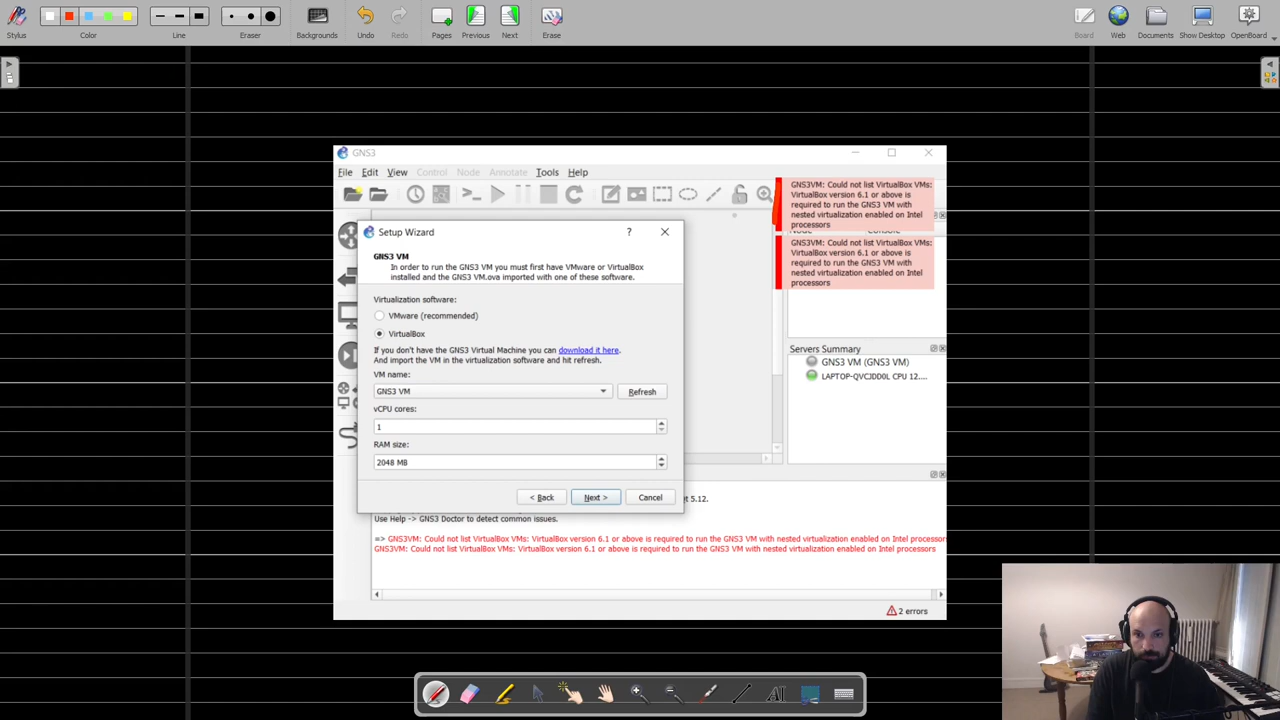 Stylus
Color
Line
Eraser
Backgrounds
Undo
Redo
Pages
Previous
Next
Erase
Board
Web
Documents
Show Desktop
OpenBoard
GNS3
File Edit View Control Node Annotate Tools Help
GNS3VM: Could not list VirtualBox VMs:
VirtualBox version 6.1 or above is
required to run the GNS3 VM with
nested virtualization enabled on Intel
processors
GNS3VM: Could not list VirtualBox VMs:
VirtualBox version 6.1 or above is
required to run the GNS3 VM with
nested virtualization enabled on Intel
processors
Setup Wizard
?
GNS3 VM
In order to run the GNS3 VM you must first have VMware or VirtualBox
installed and the GNS3 VM.ova imported with one of these software.
Virtualization software:
VMware (recommended)
VirtualBox
If you don't have the GNS3 Virtual Machine you can download it here.
And import the VM in the virtualization software and hit refresh.
VM name:
GNS3 VM
Refresh
vCPU cores:
1
RAM size:
2048 MB
< Back
Next >
Cancel
Servers Summary
GNS3 VM (GNS3 VM)
LAPTOP-QVCJDD0L CPU 12....
t 5.12.
Use Help -> GNS3 Doctor to detect common issues.
=> GNS3VM: Could not list VirtualBox VMs: VirtualBox version 6.1 or above is required to run the GNS3 VM with nested virtualization enabled on Intel processors
GNS3VM: Could not list VirtualBox VMs: VirtualBox version 6.1 or above is required to run the GNS3 VM with nested virtualization enabled on Intel processors
2 errors